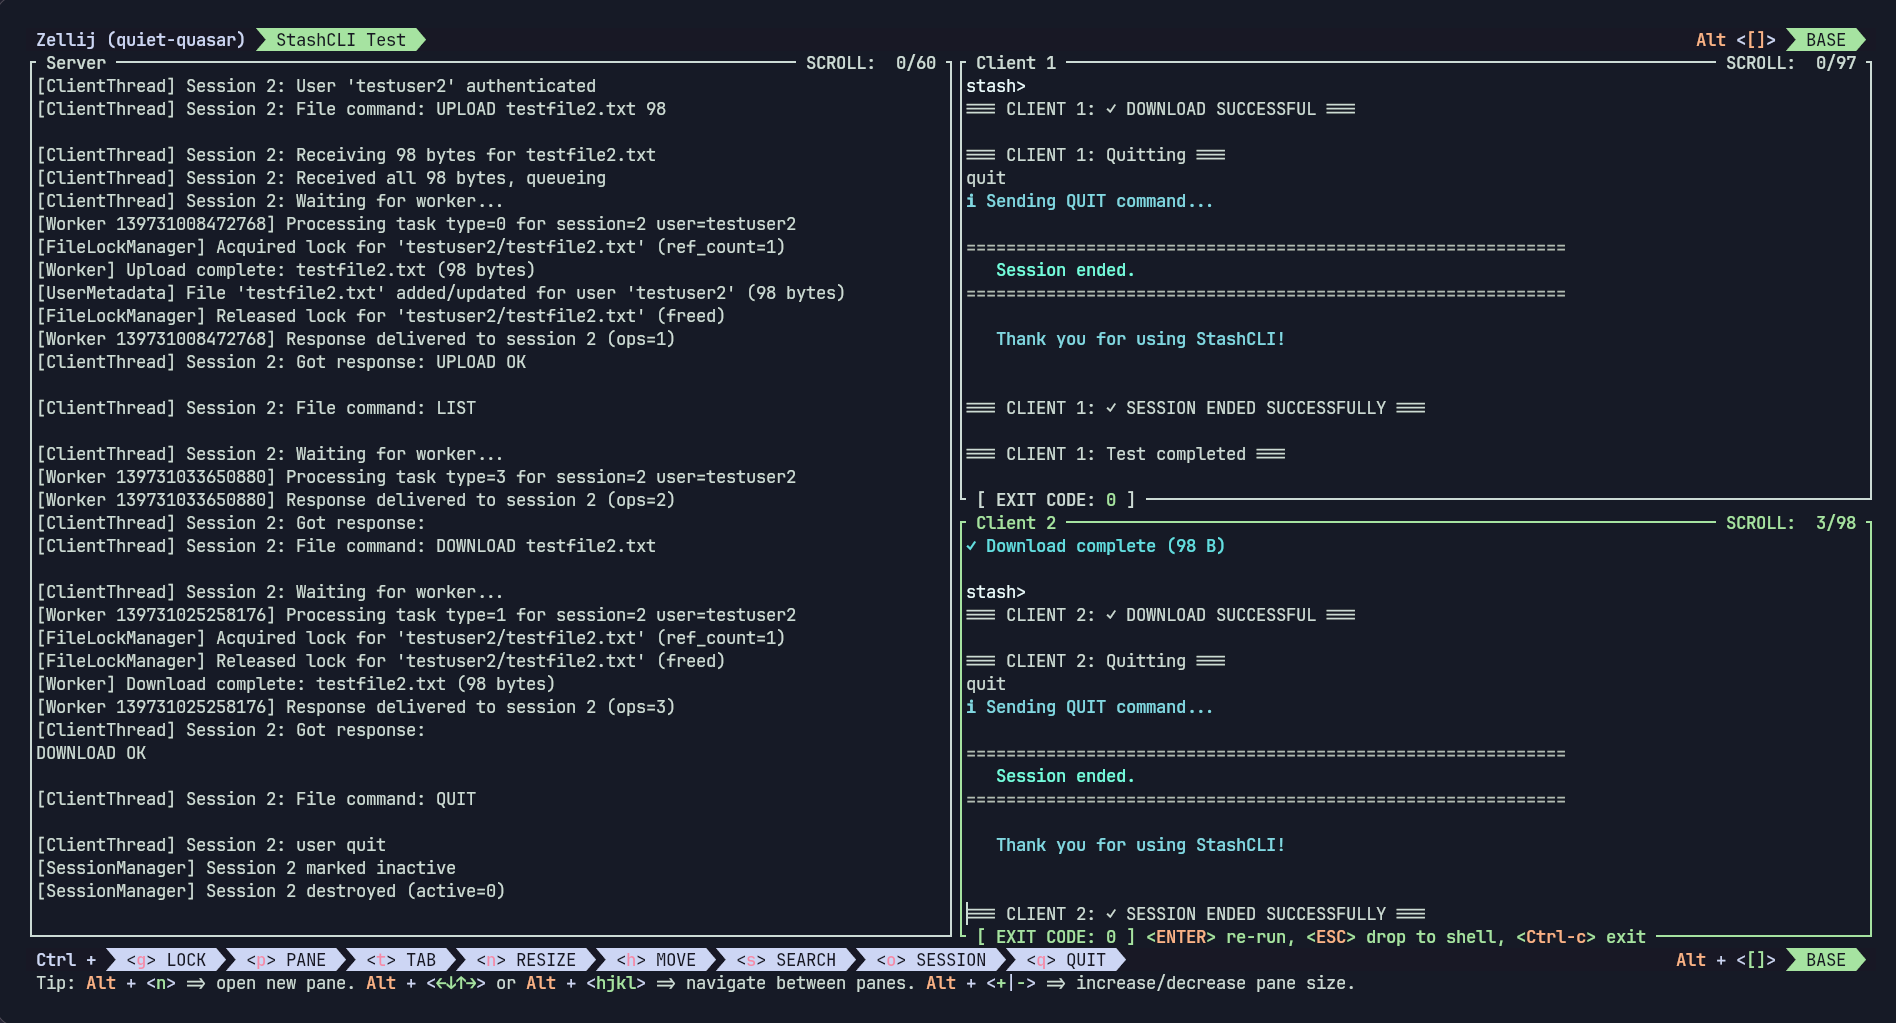 Zellij (quiet-quasar) StashCLI Test Alt <[]> BASE
Server SCROLL: 0/60
[ClientThread] Session 2: User 'testuser2' authenticated
[ClientThread] Session 2: File command: UPLOAD testfile2.txt 98
[ClientThread] Session 2: Receiving 98 bytes for testfile2.txt
[ClientThread] Session 2: Received all 98 bytes, queueing
[ClientThread] Session 2: Waiting for worker...
[Worker 139731008472768] Processing task type=0 for session=2 user=testuser2
[FileLockManager] Acquired lock for 'testuser2/testfile2.txt' (ref_count=1)
[Worker] Upload complete: testfile2.txt (98 bytes)
[UserMetadata] File 'testfile2.txt' added/updated for user 'testuser2' (98 bytes)
[FileLockManager] Released lock for 'testuser2/testfile2.txt' (freed)
[Worker 139731008472768] Response delivered to session 2 (ops=1)
[ClientThread] Session 2: Got response: UPLOAD OK
[ClientThread] Session 2: File command: LIST
[ClientThread] Session 2: Waiting for worker...
[Worker 139731033650880] Processing task type=3 for session=2 user=testuser2
[Worker 139731033650880] Response delivered to session 2 (ops=2)
[ClientThread] Session 2: Got response:
[ClientThread] Session 2: File command: DOWNLOAD testfile2.txt
[ClientThread] Session 2: Waiting for worker...
[Worker 139731025258176] Processing task type=1 for session=2 user=testuser2
[FileLockManager] Acquired lock for 'testuser2/testfile2.txt' (ref_count=1)
[FileLockManager] Released lock for 'testuser2/testfile2.txt' (freed)
[Worker] Download complete: testfile2.txt (98 bytes)
[Worker 139731025258176] Response delivered to session 2 (ops=3)
[ClientThread] Session 2: Got response:
DOWNLOAD OK
[ClientThread] Session 2: File command: QUIT
[ClientThread] Session 2: user quit
[SessionManager] Session 2 marked inactive
[SessionManager] Session 2 destroyed (active=0)
Client 1 SCROLL: 0/97
stash>
=== CLIENT 1: ✓ DOWNLOAD SUCCESSFUL ===
=== CLIENT 1: Quitting ===
quit
ℹ Sending QUIT command...
============================================================
Session ended.
============================================================
Thank you for using StashCLI!
=== CLIENT 1: ✓ SESSION ENDED SUCCESSFULLY ===
=== CLIENT 1: Test completed ===
[ EXIT CODE: 0 ]
Client 2 SCROLL: 3/98
✓ Download complete (98 B)
stash>
=== CLIENT 2: ✓ DOWNLOAD SUCCESSFUL ===
=== CLIENT 2: Quitting ===
quit
ℹ Sending QUIT command...
============================================================
Session ended.
============================================================
Thank you for using StashCLI!
=== CLIENT 2: ✓ SESSION ENDED SUCCESSFULLY ===
[ EXIT CODE: 0 ] <ENTER> re-run, <ESC> drop to shell, <Ctrl-c> exit
Ctrl + <g> LOCK <p> PANE <t> TAB <n> RESIZE <h> MOVE <s> SEARCH <o> SESSION <q> QUIT Alt + <[]> BASE
Tip: Alt + <n> => open new pane. Alt + <←↓↑→> or Alt + <hjkl> => navigate between panes. Alt + <+|-> => increase/decrease pane size.